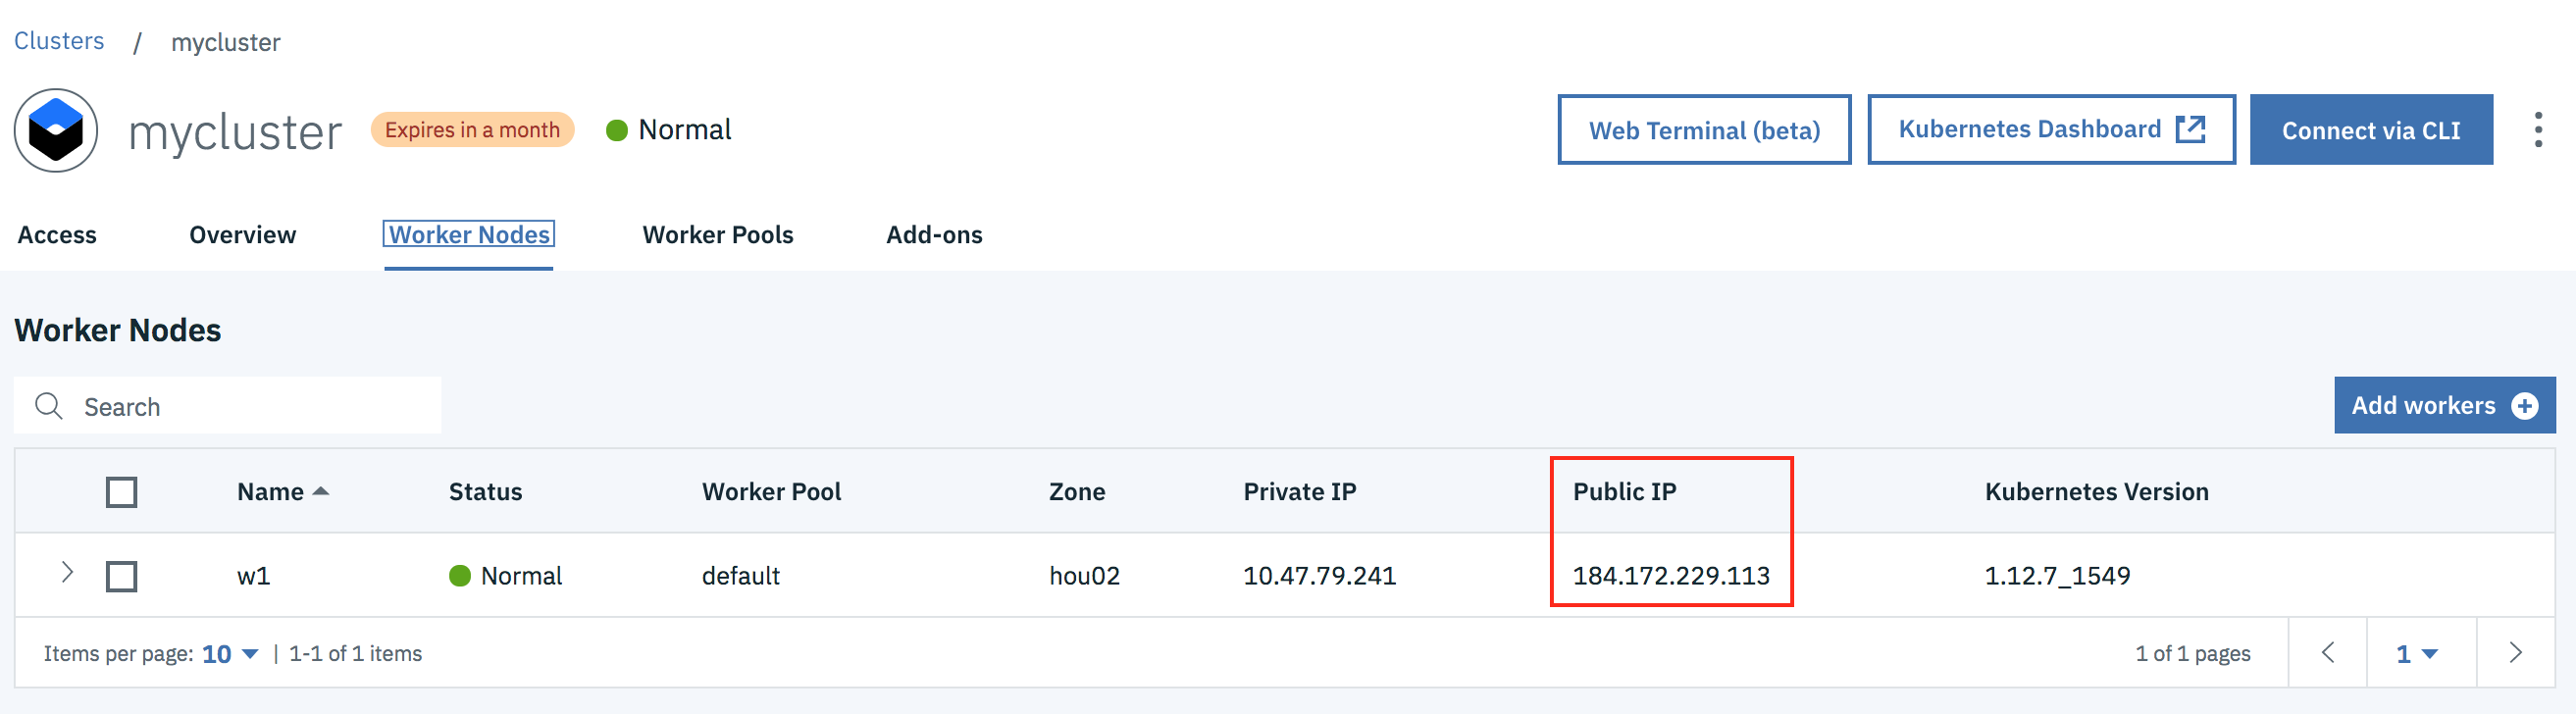 Clusters / mycluster
mycluster Expires in a month Normal Web Terminal (beta) Kubernetes Dashboard Connect via CLI
Access Overview Worker Nodes Worker Pools Add-ons
Worker Nodes
Search Add workers
Name Status Worker Pool Zone Private IP Public IP Kubernetes Version
w1 Normal default hou02 10.47.79.241 184.172.229.113 1.12.7_1549
Items per page: 10 | 1-1 of 1 items 1 of 1 pages 1